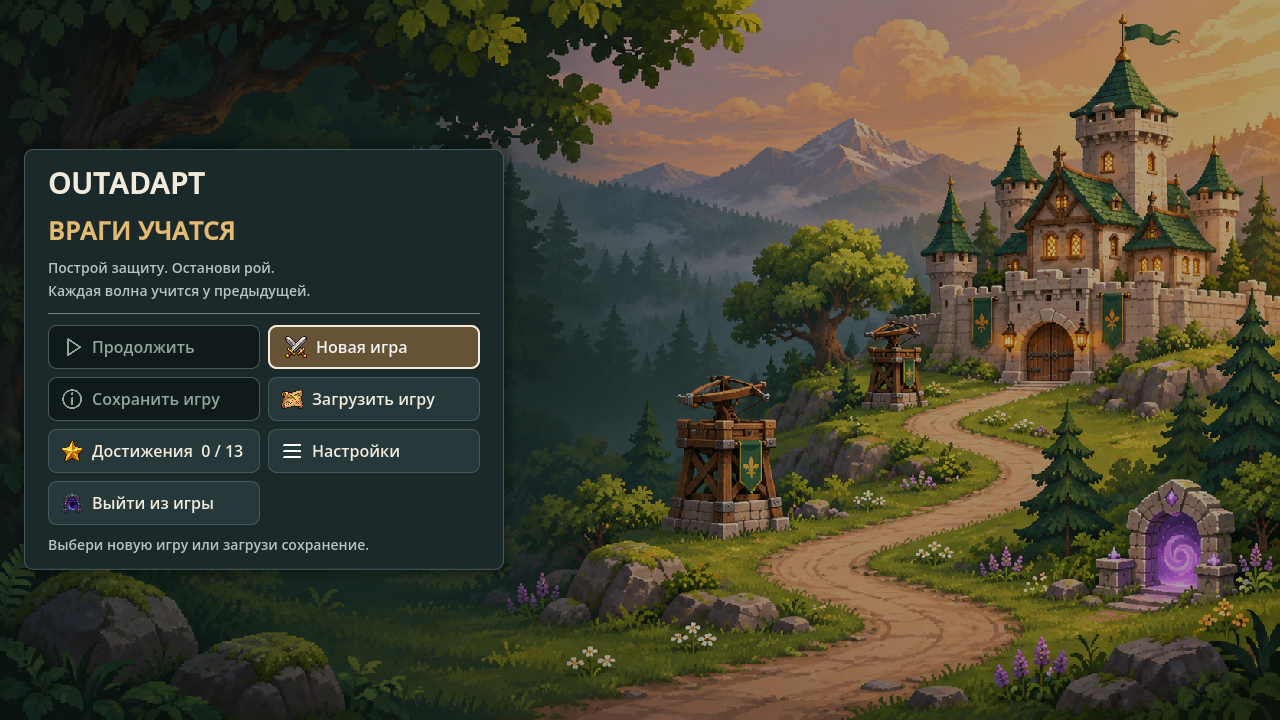 OUTADAPT
ВРАГИ УЧАТСЯ
Построй защиту. Останови рой.
Каждая волна учится у предыдущей.
Продолжить
Новая игра
Сохранить игру
Загрузить игру
Достижения 0 / 13
Настройки
Выйти из игры
Выбери новую игру или загрузи сохранение.